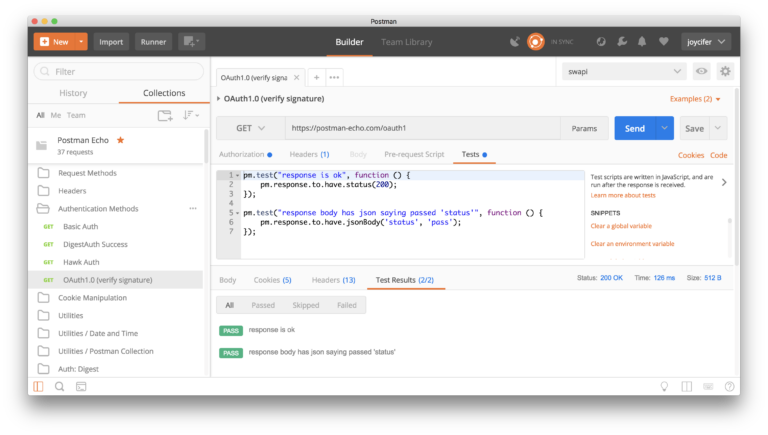 Postman
New
Import
Runner
Builder
Team Library
IN SYNC
joycifer
Filter
History
Collections
All Me Team
Postman Echo
37 requests
Request Methods
Headers
Authentication Methods
GET Basic Auth
GET DigestAuth Success
GET Hawk Auth
GET OAuth1.0 (verify signature)
Cookie Manipulation
Utilities
Utilities / Date and Time
Utilities / Postman Collection
Auth: Digest
OAuth1.0 (verify signa
swapi
OAuth1.0 (verify signature)
Examples (2)
GET
https://postman-echo.com/oauth1
Params
Send
Save
Authorization
Headers (1)
Body
Pre-request Script
Tests
Cookies Code
1 pm.test("response is ok", function () {
2 pm.response.to.have.status(200);
3 });
4
5 pm.test("response body has json saying passed 'status'", function () {
6 pm.response.to.have.jsonBody('status', 'pass');
7 });
Test scripts are written in JavaScript, and are
run after the response is received.
Learn more about tests
SNIPPETS
Clear a global variable
Clear an environment variable
Body
Cookies (5)
Headers (13)
Test Results (2/2)
Status: 200 OK
Time: 126 ms
Size: 512 B
All
Passed
Skipped
Failed
PASS response is ok
PASS response body has json saying passed 'status'